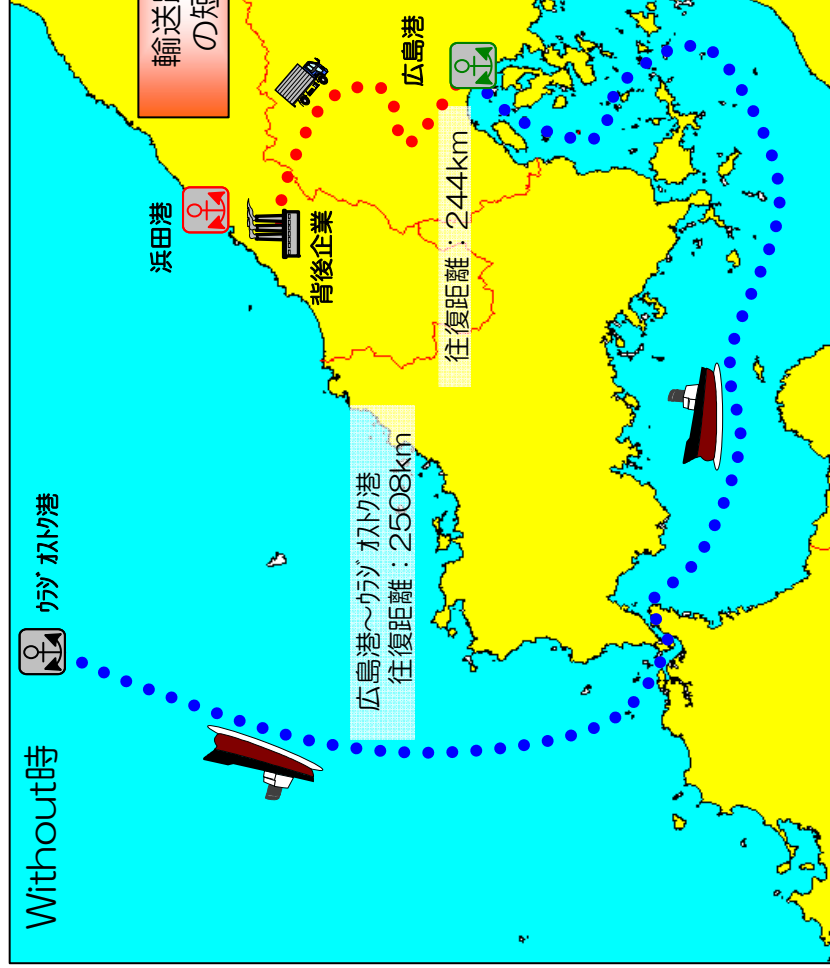 Without時
ｳﾗｼﾞｵｽﾄｸ港
広島港～ｳﾗｼﾞｵｽﾄｸ港
往復距離：2508km
浜田港
背後企業
往復距離：244km
広島港
輸送
の短